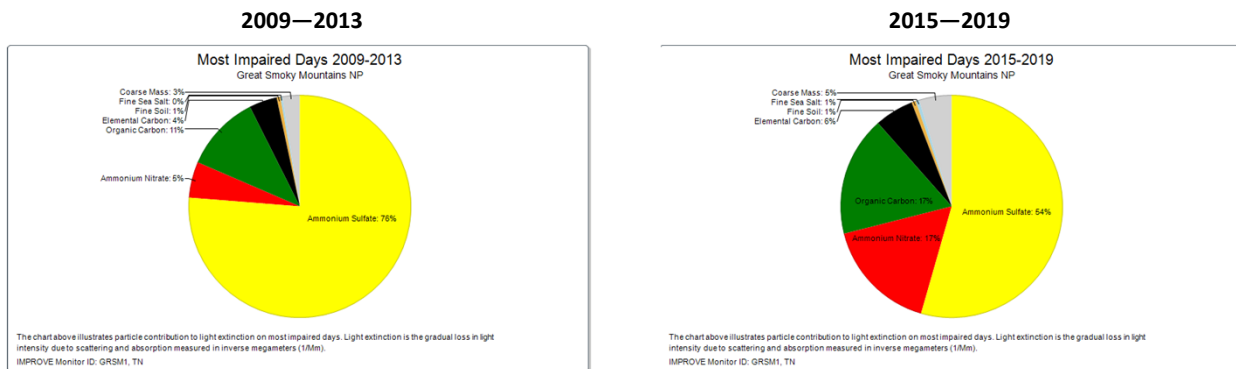 2009—2013
Most Impaired Days 2009-2013
Great Smoky Mountains NP
Coarse Mass: 3%
Fine Sea Salt: 0%
Fine Soil: 1%
Elemental Carbon: 4%
Organic Carbon: 11%
Ammonium Nitrate: 5%
Ammonium Sulfate: 76%
The chart above illustrates particle contribution to light extinction on most impaired days. Light extinction is the gradual loss in light
intensity due to scattering and absorption measured in inverse megameters (1/Mm).
IMPROVE Monitor ID: GRSM1, TN
2015—2019
Most Impaired Days 2015-2019
Great Smoky Mountains NP
Coarse Mass: 5%
Fine Sea Salt: 1%
Fine Soil: 1%
Elemental Carbon: 6%
Organic Carbon: 17%
Ammonium Sulfate: 54%
Ammonium Nitrate: 17%
The chart above illustrates particle contribution to light extinction on most impaired days. Light extinction is the gradual loss in light
intensity due to scattering and absorption measured in inverse megameters (1/Mm).
IMPROVE Monitor ID: GRSM1, TN